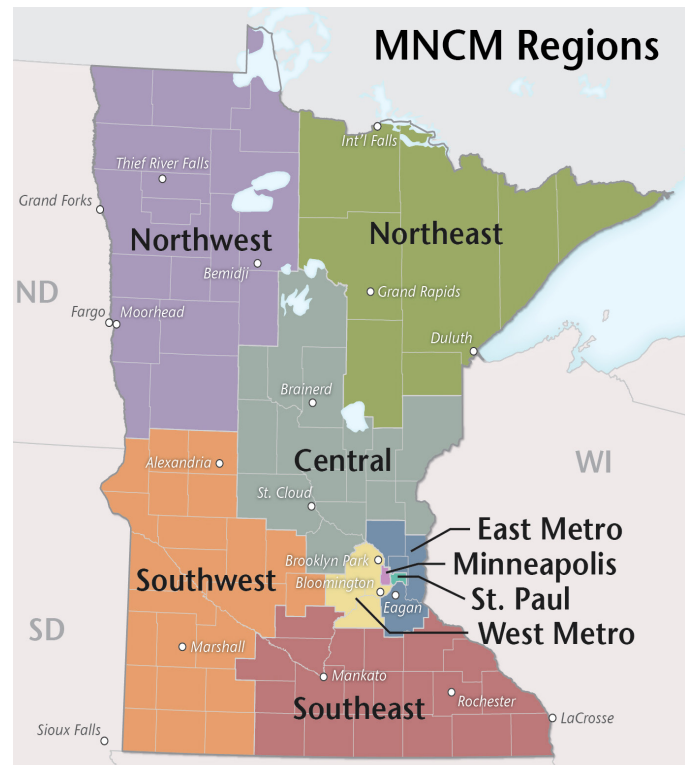 MNCM Regions
Int'l Falls
Thief River Falls
Grand Forks
Northwest
Northeast
Bemidji
ND
Grand Rapids
Fargo
Moorhead
Duluth
Brainerd
Central
WI
Alexandria
St. Cloud
East Metro
Brooklyn Park
Minneapolis
Southwest
Bloomington
St. Paul
Eagan
SD
West Metro
Marshall
Mankato
Southeast
Rochester
LaCrosse
Sioux Falls